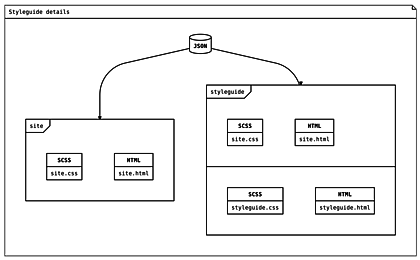 Styleguide details
JSON
styleguide
SCSS
HTML
site.css
site.html
site
SCSS
HTML
site.css
site.html
SCSS
HTML
styleguide.css
styleguide.html